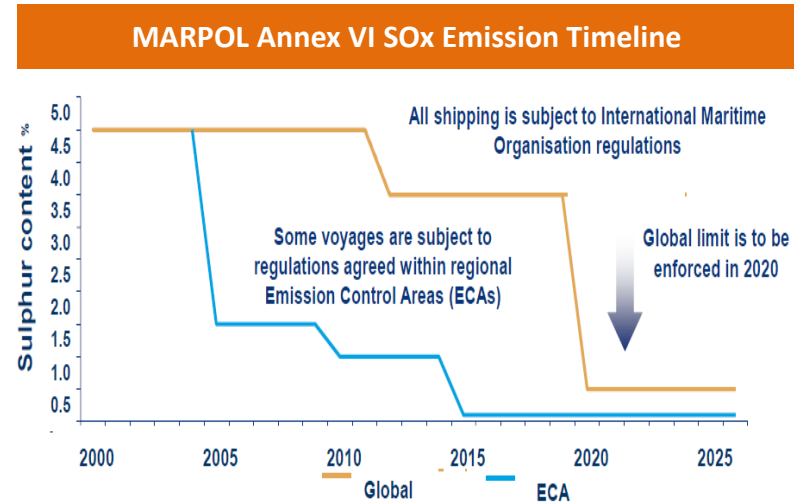 MARPOL Annex VI SOx Emission Timeline
5.0
4.5
4.0
3.5
3.0
2.5
2.0
1.5
1.0
0.5
-
Sulphur content %
All shipping is subject to International Maritime
Organisation regulations
Some voyages are subject to
regulations agreed within regional
Emission Control Areas (ECAs)
Global limit is to be
enforced in 2020
2000 2005 2010 2015 2020 2025
Global ECA